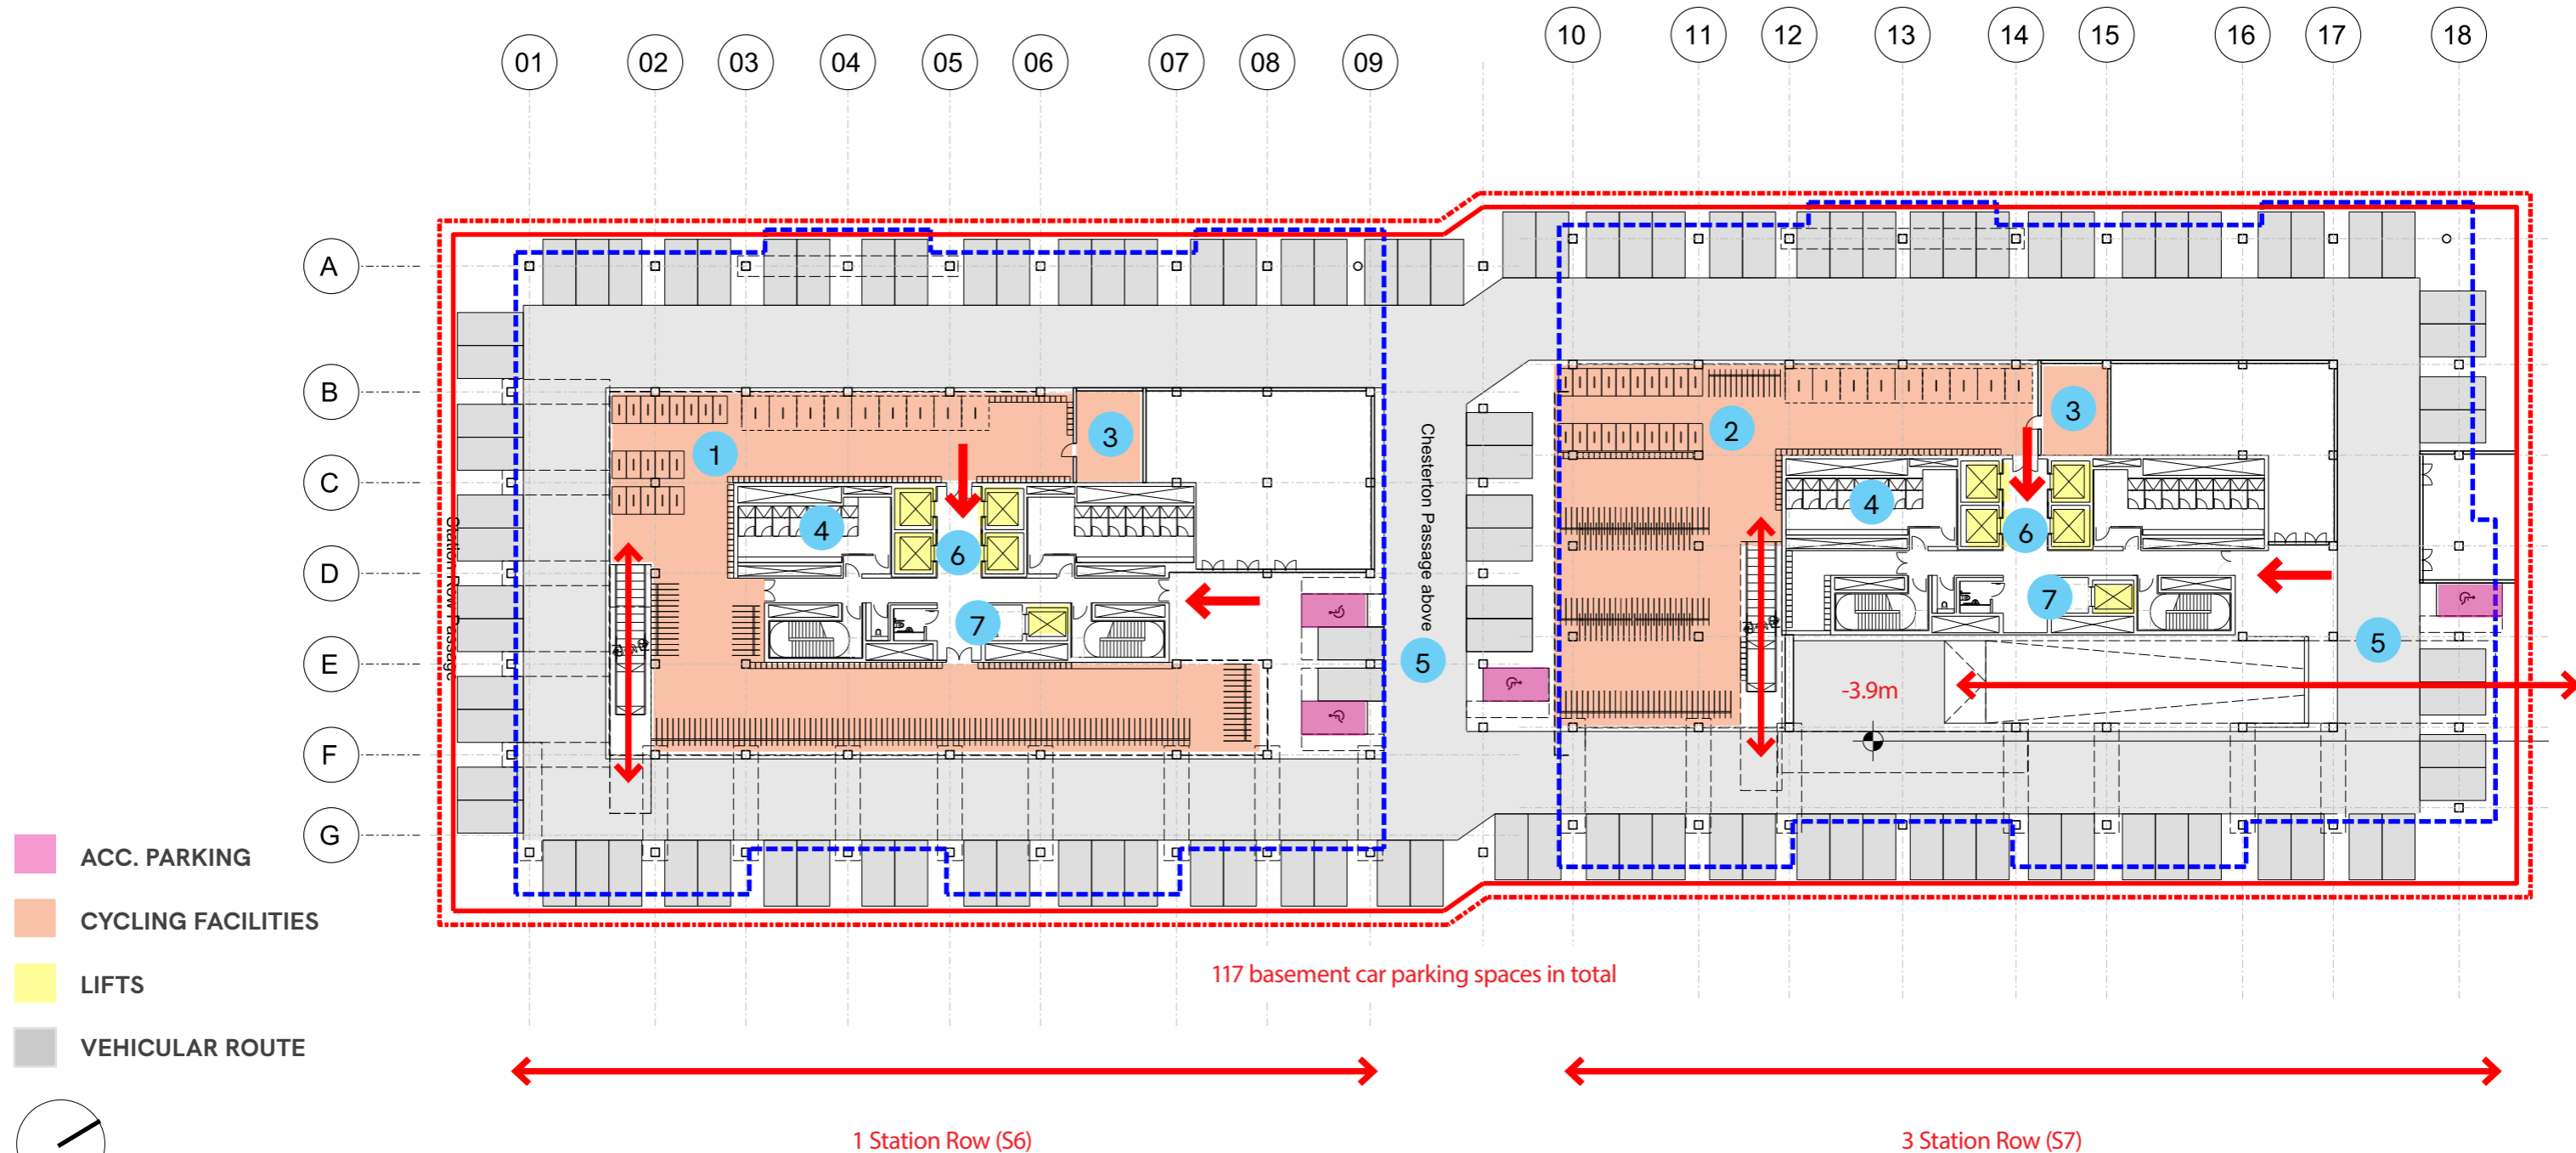 01 02 03 04 05 06 07 08 09 10 11 12 13 14 15 16 17 18
A
B
C
D
E
F
G
1
2
3
3
4
4
5
5
6
6
7
7
Station Row Passage
Chesterton Passage above
-3.9m
ACC. PARKING
CYCLING FACILITIES
LIFTS
VEHICULAR ROUTE
117 basement car parking spaces in total
1 Station Row (S6)
3 Station Row (S7)